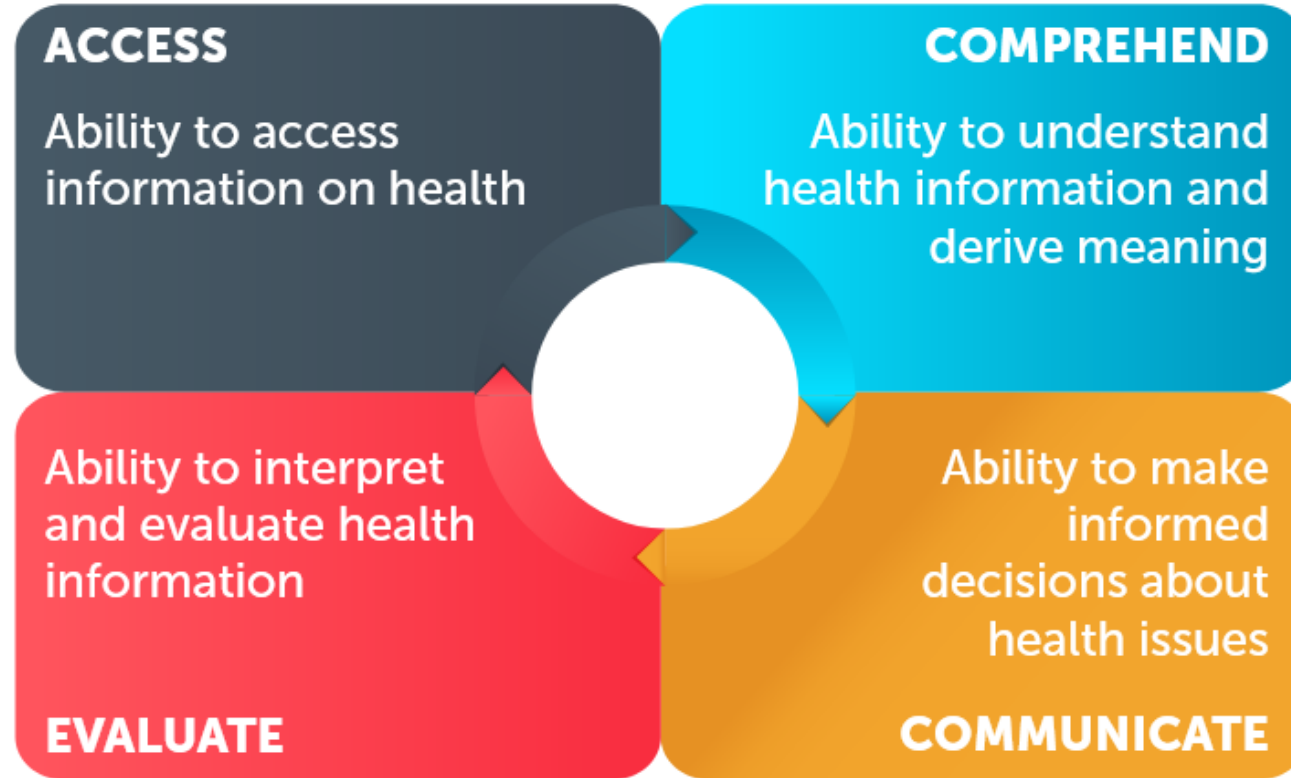 ACCESS
Ability to access
information on health
COMPREHEND
Ability to understand
health information and
derive meaning
Ability to interpret
and evaluate health
information
EVALUATE
Ability to make
informed
decisions about
health issues
COMMUNICATE